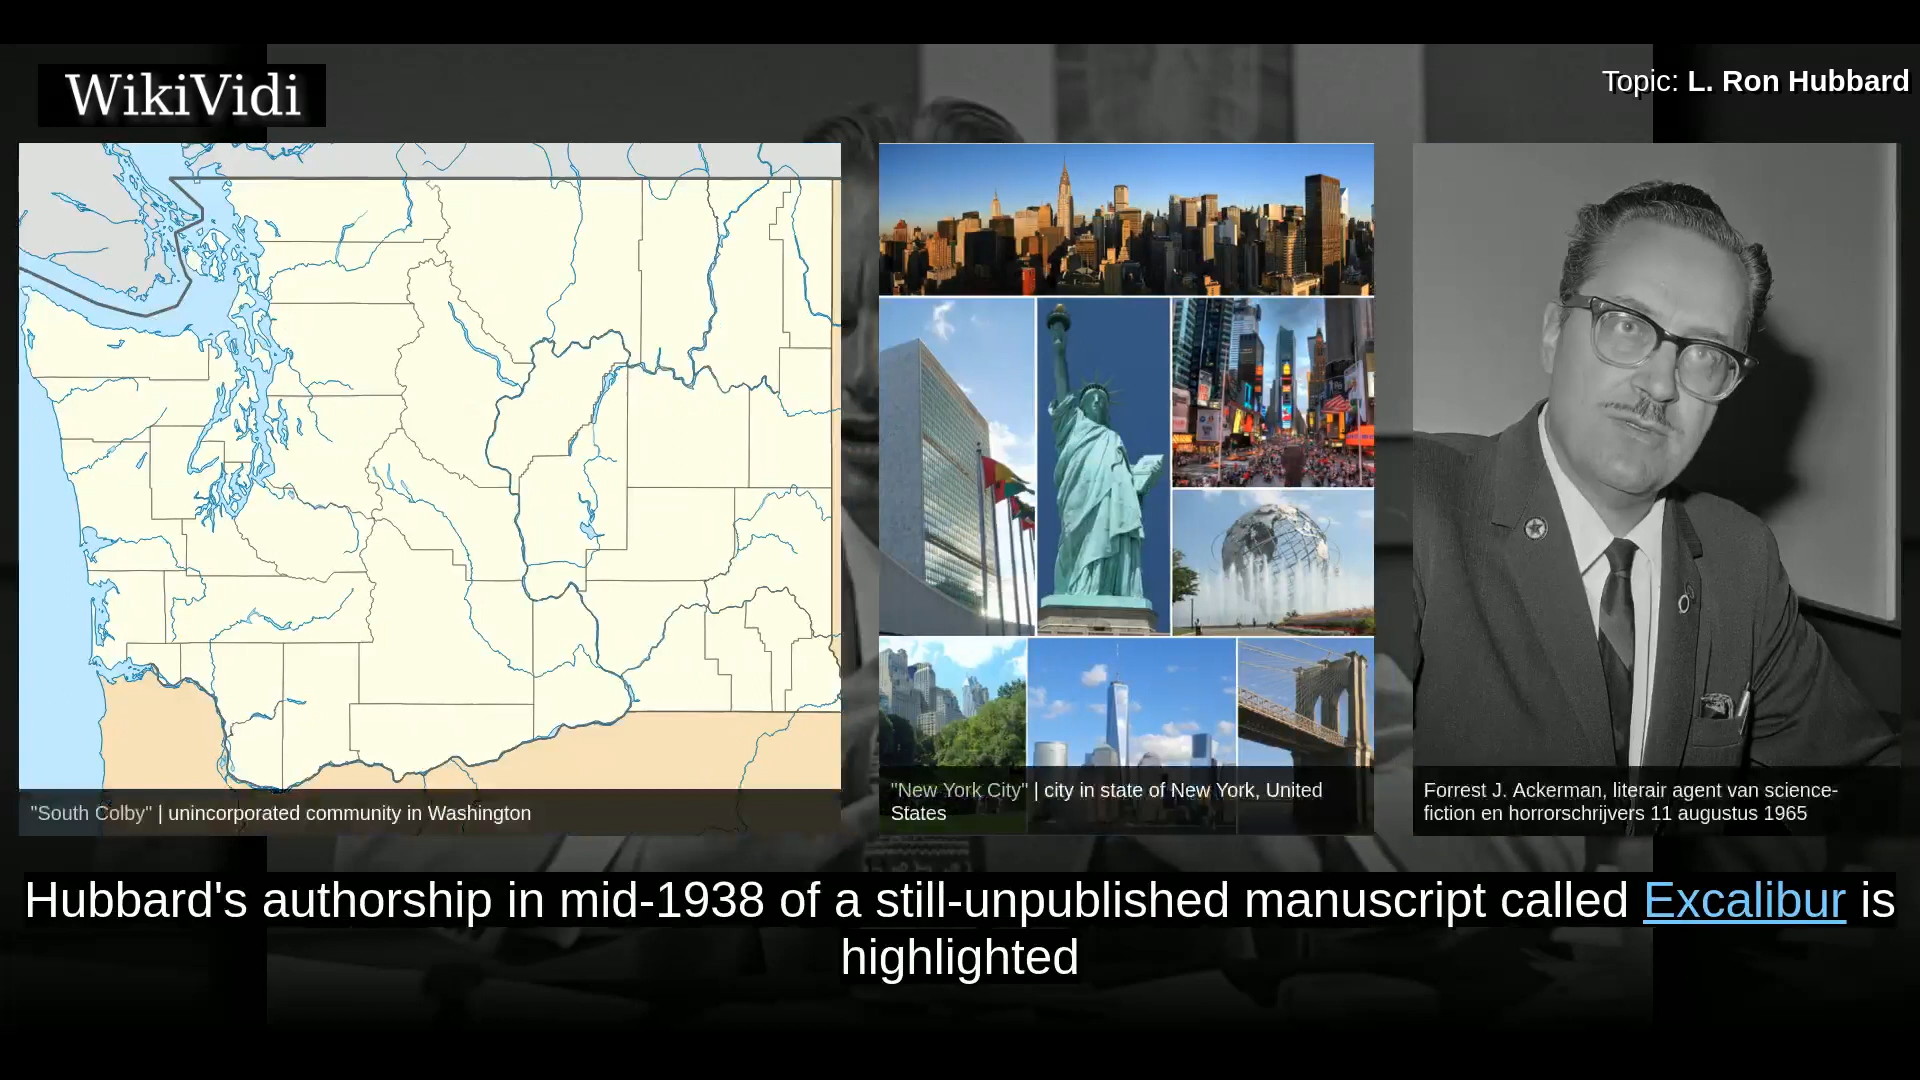 WikiVidi
Topic: L. Ron Hubbard
"South Colby" | unincorporated community in Washington
"New York City" | city in state of New York, United
States
Forrest J. Ackerman, literair agent van science-
fiction en horrorschrijvers 11 augustus 1965
Hubbard's authorship in mid-1938 of a still-unpublished manuscript called Excalibur is
highlighted